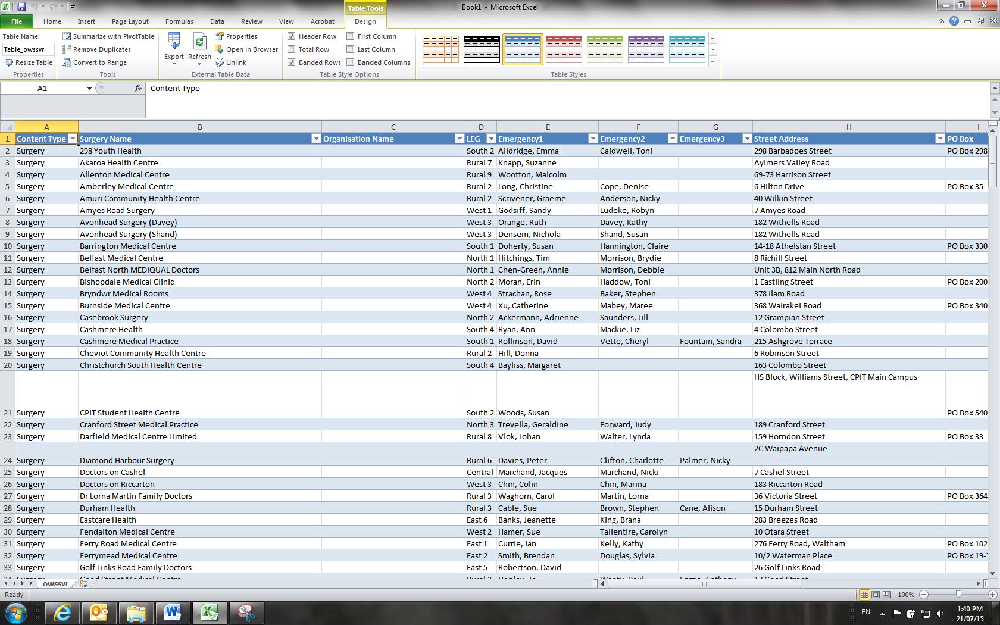 Table Tools
Book1 - Microsoft Excel
File Home Insert Page Layout Formulas Data Review View Acrobat Design
Table Name:
Table_owssvr
Resize Table
Properties
Summarize with PivotTable
Remove Duplicates
Convert to Range
Tools
Export Refresh
Properties
Open in Browser
Unlink
External Table Data
Header Row First Column
Total Row Last Column
Banded Rows Banded Columns
Table Style Options
Table Styles
A1 fx Content Type
A B C D E F G H I
1 Content Type Surgery Name Organisation Name LEG Emergency1 Emergency2 Emergency3 Street Address PO Box
2 Surgery 298 Youth Health South 2 Alldridge, Emma Caldwell, Toni 298 Barbadoes Street PO Box 298
3 Surgery Akaroa Health Centre Rural 7 Knapp, Suzanne Aylmers Valley Road
4 Surgery Allenton Medical Centre Rural 9 Wootton, Malcolm 69-73 Harrison Street
5 Surgery Amberley Medical Centre Rural 2 Long, Christine Cope, Denise 6 Hilton Drive PO Box 35
6 Surgery Amuri Community Health Centre Rural 2 Scrivener, Graeme Anderson, Nicky 40 Wilkin Street
7 Surgery Amyes Road Surgery West 1 Godsiff, Sandy Ludeke, Robyn 7 Amyes Road
8 Surgery Avonhead Surgery (Davey) West 3 Orange, Ruth Davey, Kathy 182 Withells Road
9 Surgery Avonhead Surgery (Shand) West 3 Densem, Nichola Shand, Susan 182 Withells Road
10 Surgery Barrington Medical Centre South 1 Doherty, Susan Hannington, Claire 14-18 Athelstan Street PO Box 330
11 Surgery Belfast Medical Centre North 1 Hitchings, Tim Morrison, Brydie 8 Richill Street
12 Surgery Belfast North MEDIQUAL Doctors North 1 Chen-Green, Annie Morrison, Debbie Unit 3B, 812 Main North Road
13 Surgery Bishopdale Medical Clinic North 2 Moran, Erin Haddow, Toni 1 Eastling Street PO Box 200
14 Surgery Bryndwr Medical Rooms West 4 Strachan, Rose Baker, Stephen 378 Ilam Road
15 Surgery Burnside Medical Centre West 4 Xu, Catherine Mabey, Maree 368 Wairakei Road PO Box 340
16 Surgery Casebrook Surgery North 2 Ackermann, Adrienne Saunders, Jill 12 Grampian Street
17 Surgery Cashmere Health South 4 Ryan, Ann Mackie, Liz 4 Colombo Street
18 Surgery Cashmere Medical Practice South 1 Rollinson, David Vette, Cheryl Fountain, Sandra 215 Ashgrove Terrace
19 Surgery Cheviot Community Health Centre Rural 2 Hill, Donna 6 Robinson Street
20 Surgery Christchurch South Health Centre South 4 Bayliss, Margaret 163 Colombo Street
HS Block, Williams Street, CPIT Main Campus
21 Surgery CPIT Student Health Centre South 2 Woods, Susan PO Box 540
22 Surgery Cranford Street Medical Practice North 3 Trevella, Geraldine Forward, Judy 189 Cranford Street
23 Surgery Darfield Medical Centre Limited Rural 8 Vlok, Johan Walter, Lynda 159 Horndon Street PO Box 33
2C Waipapa Avenue
24 Surgery Diamond Harbour Surgery Rural 6 Davies, Peter Clifton, Charlotte Palmer, Nicky
25 Surgery Doctors on Cashel Central Marchand, Jacques Marchand, Nicki 7 Cashel Street
26 Surgery Doctors on Riccarton West 3 Chin, Colin Chin, Marina 183 Riccarton Road
27 Surgery Dr Lorna Martin Family Doctors Rural 3 Waghorn, Carol Martin, Lorna 36 Victoria Street PO Box 364
28 Surgery Durham Health Rural 3 Cable, Sue Brown, Stephen Cane, Alison 15 Durham Street
29 Surgery Eastcare Health East 6 Banks, Jeanette King, Brana 283 Breezes Road
30 Surgery Fendalton Medical Centre West 2 Hamer, Sue Tallentire, Carolyn 10 Otara Street
31 Surgery Ferry Road Medical Centre East 1 Currie, Ian Kelly, Kathy 276 Ferry Road, Waltham PO Box 102
32 Surgery Ferrymead Medical Centre East 2 Smith, Brendan Douglas, Sylvia 10/2 Waterman Place PO Box 19-
33 Surgery Golf Links Road Family Doctors East 5 Robertson, David 26 Golf Links Road
owssvr
Ready 100%
EN 1:40 PM
21/07/15